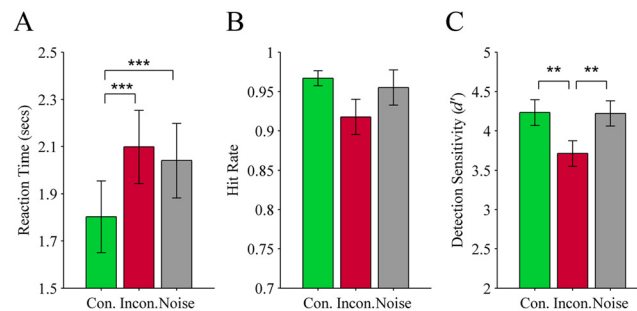 A
Reaction Time (secs)
2.5
2.3
2.1
1.9
1.7
1.5
***
***
Con. Incon. Noise
B
Hit Rate
1
0.95
0.9
0.85
0.8
0.75
0.7
Con. Incon. Noise
C
Detection Sensitivity (d')
5
4.5
4
3.5
3
2.5
2
** **
Con. Incon. Noise